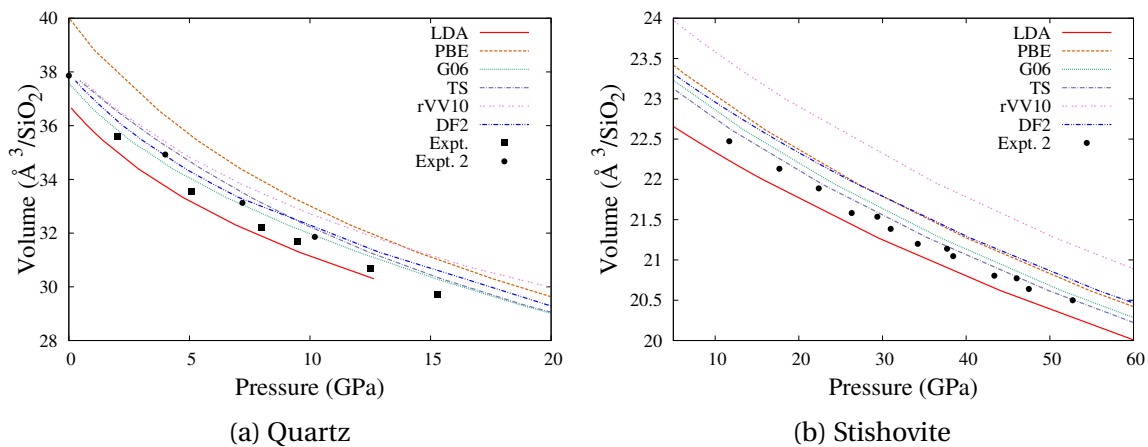 40
38
36
34
32
30
28
0
5
10
15
20
Volume (Å ³/SiO₂)
Pressure (GPa)
LDA
PBE
G06
TS
rVV10
DF2
Expt.
Expt. 2
(a) Quartz
24
23.5
23
22.5
22
21.5
21
20.5
20
10
20
30
40
50
60
Volume (Å ³/SiO₂)
Pressure (GPa)
LDA
PBE
G06
TS
rVV10
DF2
Expt. 2
(b) Stishovite